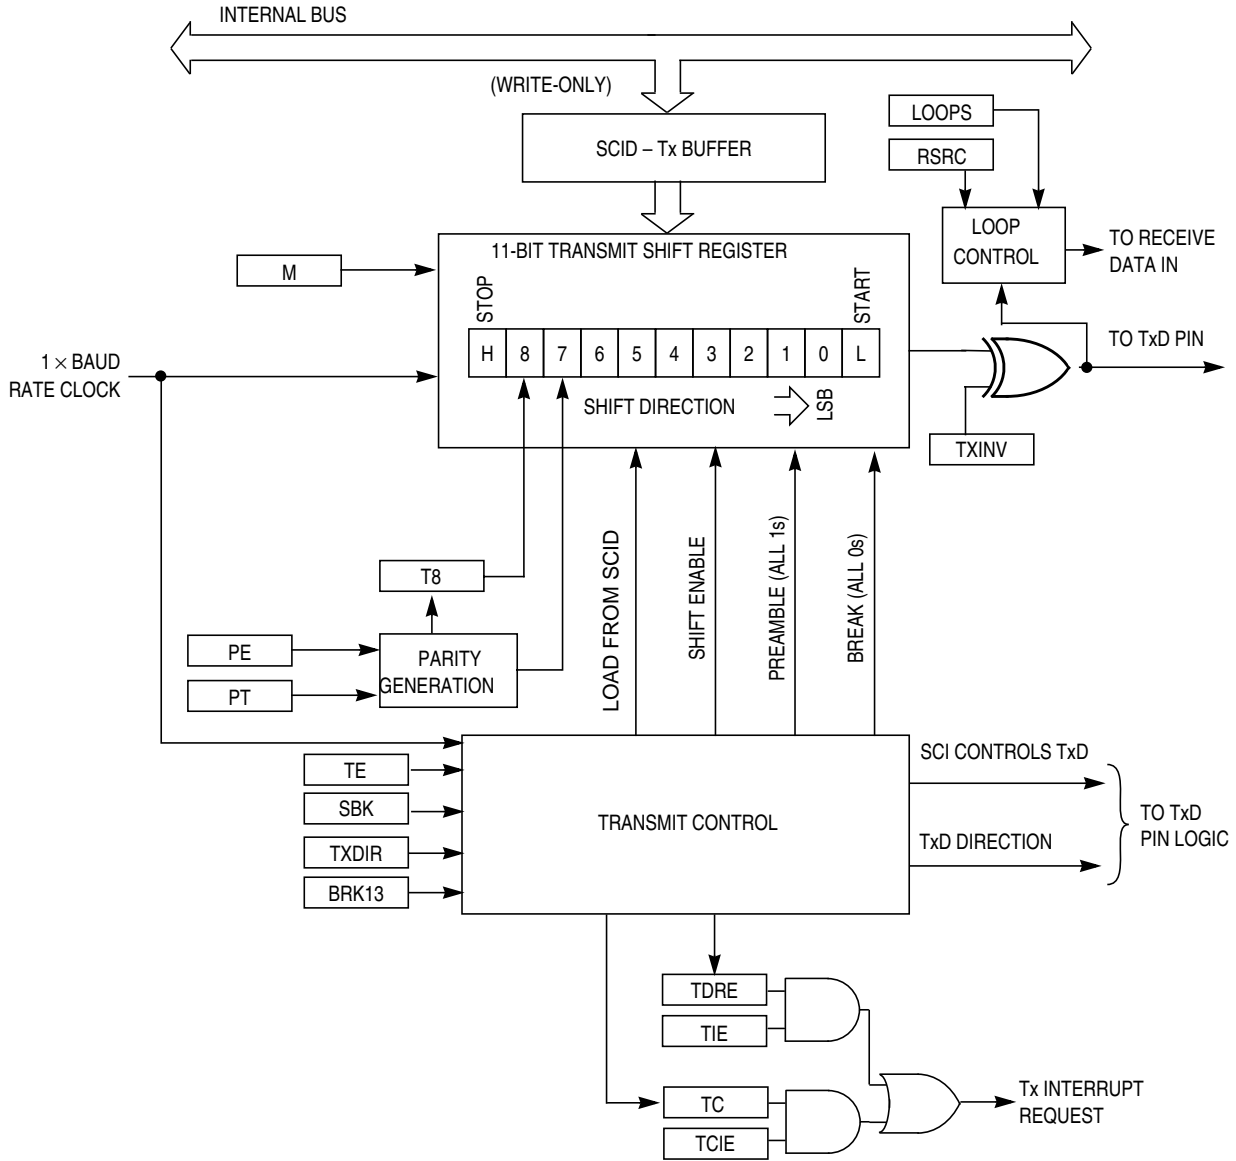 INTERNAL BUS
(WRITE-ONLY)
SCID – Tx BUFFER
LOOPS
RSRC
LOOP
CONTROL
TO RECEIVE
DATA IN
11-BIT TRANSMIT SHIFT REGISTER
M
STOP
START
H 8 7 6 5 4 3 2 1 0 L
1 × BAUD
RATE CLOCK
SHIFT DIRECTION
LSB
TO TxD PIN
TXINV
T8
PE
PT
PARITY
GENERATION
LOAD FROM SCID
SHIFT ENABLE
PREAMBLE (ALL 1s)
BREAK (ALL 0s)
TE
SBK
TXDIR
BRK13
TRANSMIT CONTROL
SCI CONTROLS TxD
TxD DIRECTION
TO TxD
PIN LOGIC
TDRE
TIE
TC
TCIE
Tx INTERRUPT
REQUEST